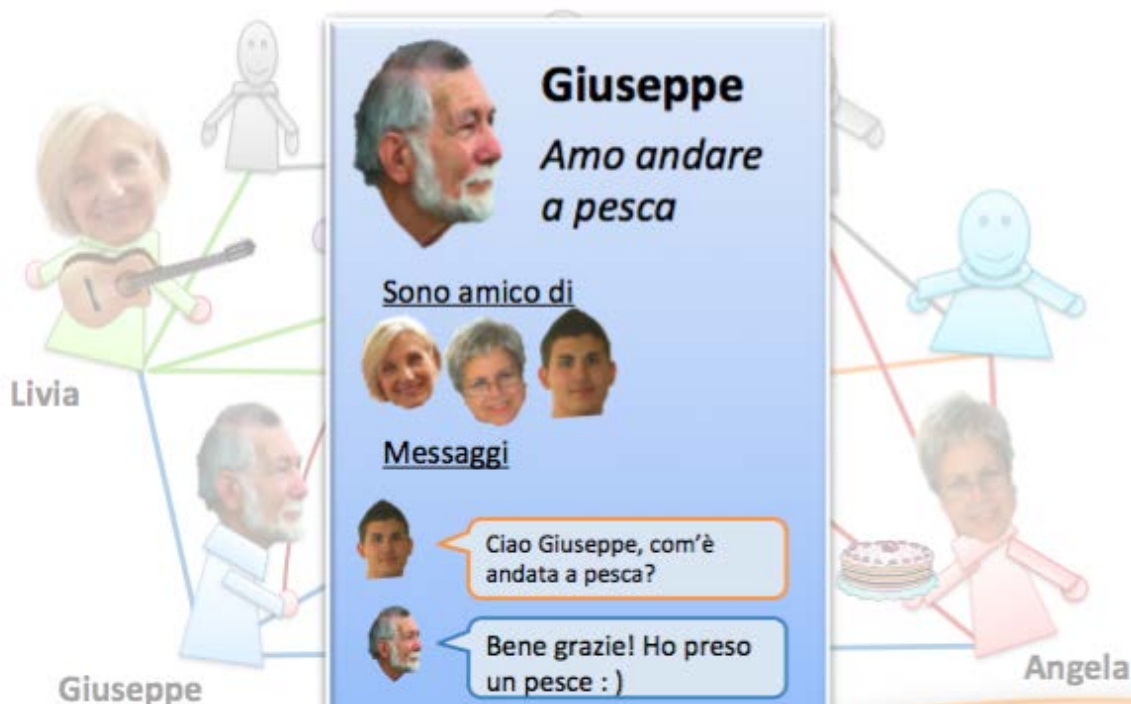 Giuseppe
Amo andare
a pesca
Sono amico di
Livia
Messaggi
Ciao Giuseppe, com'è
andata a pesca?
Bene grazie! Ho preso
un pesce : )
Giuseppe
Angela